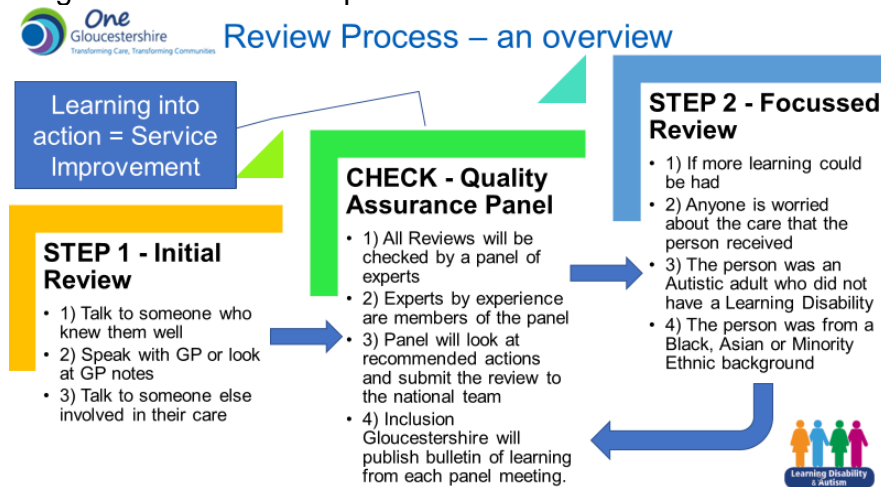 One
Gloucestershire
Transforming Care, Transforming Communities
Review Process – an overview
Learning into
action = Service
Improvement
STEP 1 - Initial
Review
• 1) Talk to someone who
knew them well
• 2) Speak with GP or look
at GP notes
• 3) Talk to someone else
involved in their care
CHECK - Quality
Assurance Panel
• 1) All Reviews will be
checked by a panel of
experts
• 2) Experts by experience
are members of the panel
• 3) Panel will look at
recommended actions
and submit the review to
the national team
• 4) Inclusion
Gloucestershire will
publish bulletin of learning
from each panel meeting.
STEP 2 - Focussed
Review
• 1) If more learning could
be had
• 2) Anyone is worried
about the care that the
person received
• 3) The person was an
Autistic adult who did not
have a Learning Disability
• 4) The person was from a
Black, Asian or Minority
Ethnic background
Learning Disability
& Autism